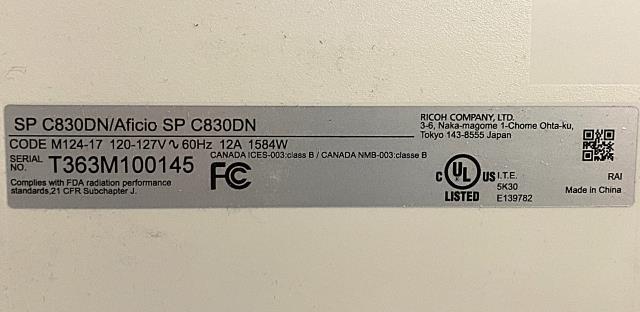 SP C830DN/Aficio SP C830DN
CODE M124-17 120-127V∿60Hz 12A 1584W
SERIAL NO. T363M100145
CANADA ICES-003:class B / CANADA NMB-003:classe B
Complies with FDA radiation performance
standards,21 CFR Subchapter J.
FC
RICOH COMPANY, LTD.
3-6, Naka-magome 1-Chome Ohta-ku,
Tokyo 143-8555 Japan
C UL US
LISTED
I.T.E.
5K30
E139782
RAI
Made in China